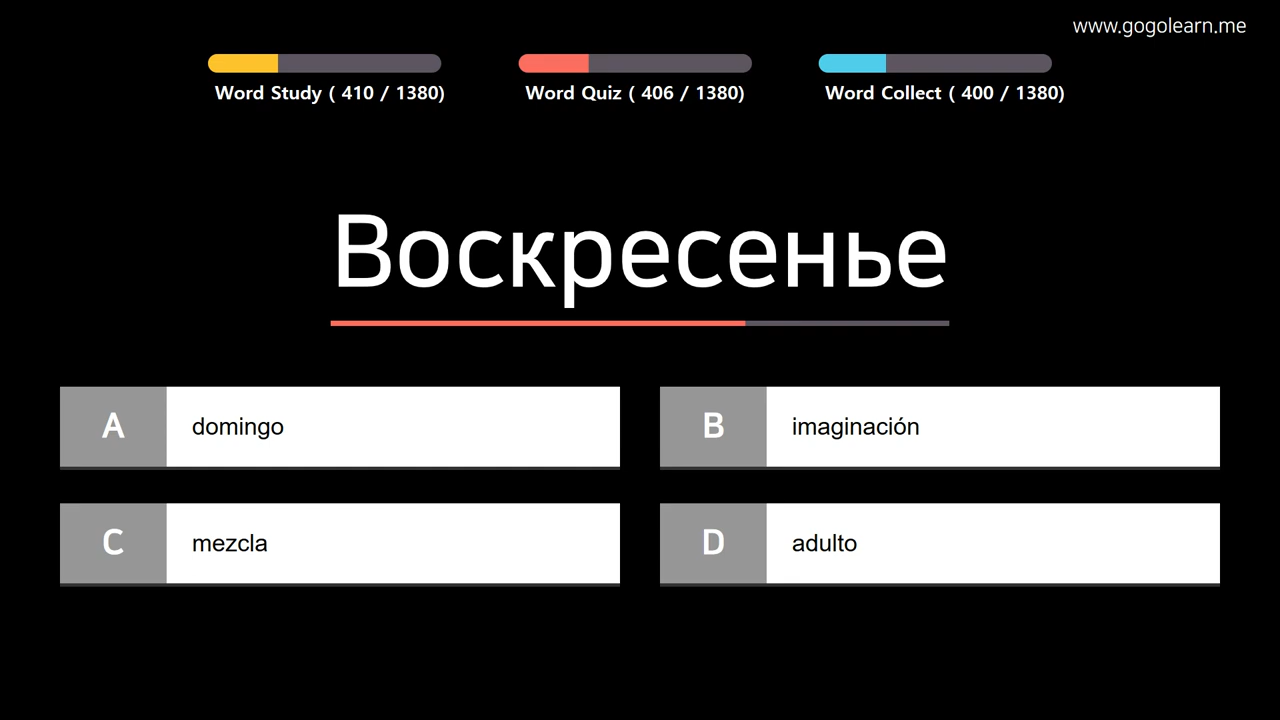 www.gogolearn.me
Word Study ( 410 / 1380)
Word Quiz ( 406 / 1380)
Word Collect ( 400 / 1380)
Воскресенье
A domingo
B imaginación
C mezcla
D adulto